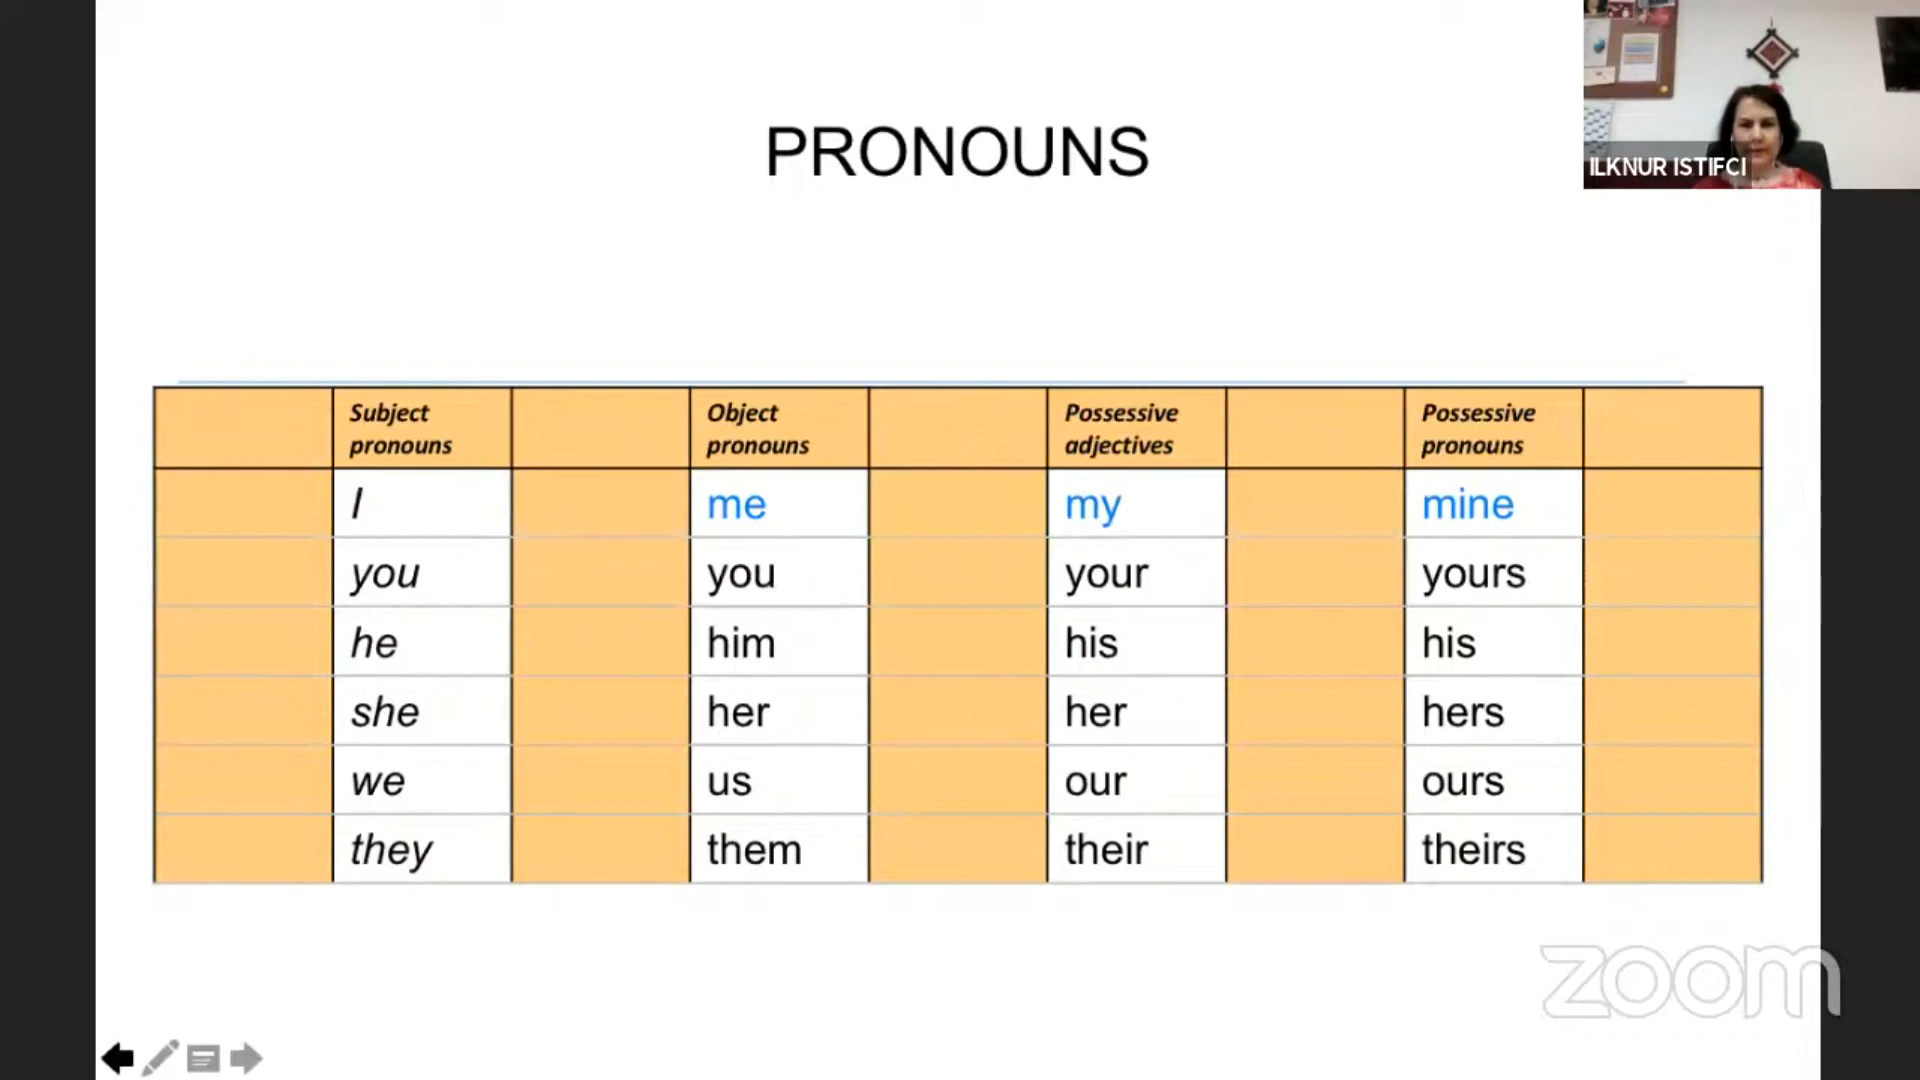 PRONOUNS
ILKNUR ISTIFCI
Subject pronouns Object pronouns Possessive adjectives Possessive pronouns
I me my mine
you you your yours
he him his his
she her her hers
we us our ours
they them their theirs
zoom